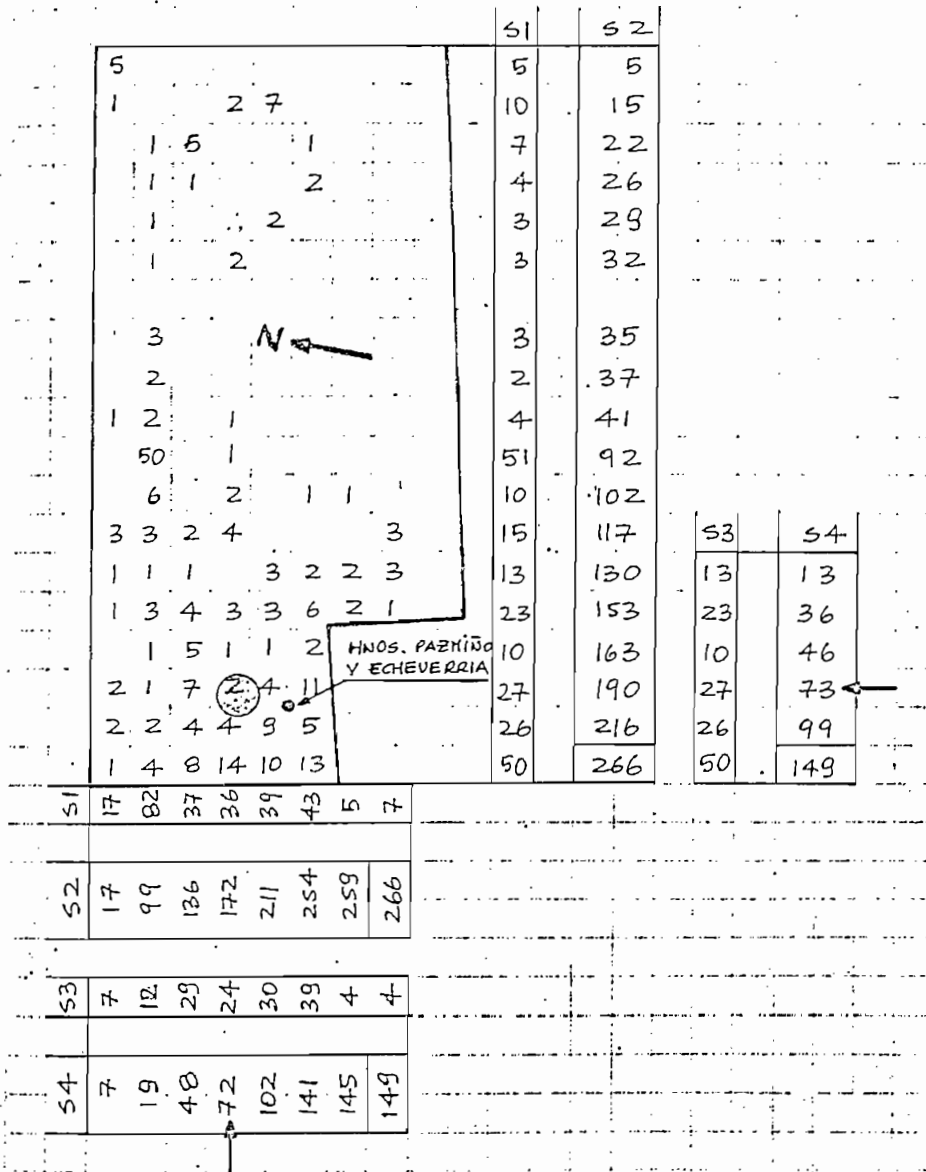 S1 S2
5 5 5
1 2 7 10 15
1 5 1 7 22
1 1 2 4 26
1 2 3 29
1 2 3 32
3 N 3 35
2 2 37
1 2 1 4 41
50 1 51 92
6 2 1 1 10 102
3 3 2 4 3 15 117 S3 S4
1 1 1 3 2 2 3 13 130 13 13
1 3 4 3 3 6 2 1 23 153 23 36
1 5 1 1 2 HNOS. PAZMIÑO 10 163 10 46
Y ECHEVERRIA
2 1 7 2 4 11 27 190 27 73
2 2 4 4 9 5 26 216 26 99
1 4 8 14 10 13 50 266 50 149
S1 17 82 37 36 39 43 5 7
S2 17 99 136 172 211 254 259 266
S3 7 12 29 24 30 39 4 4
S4 7 19 48 72 102 141 145 149